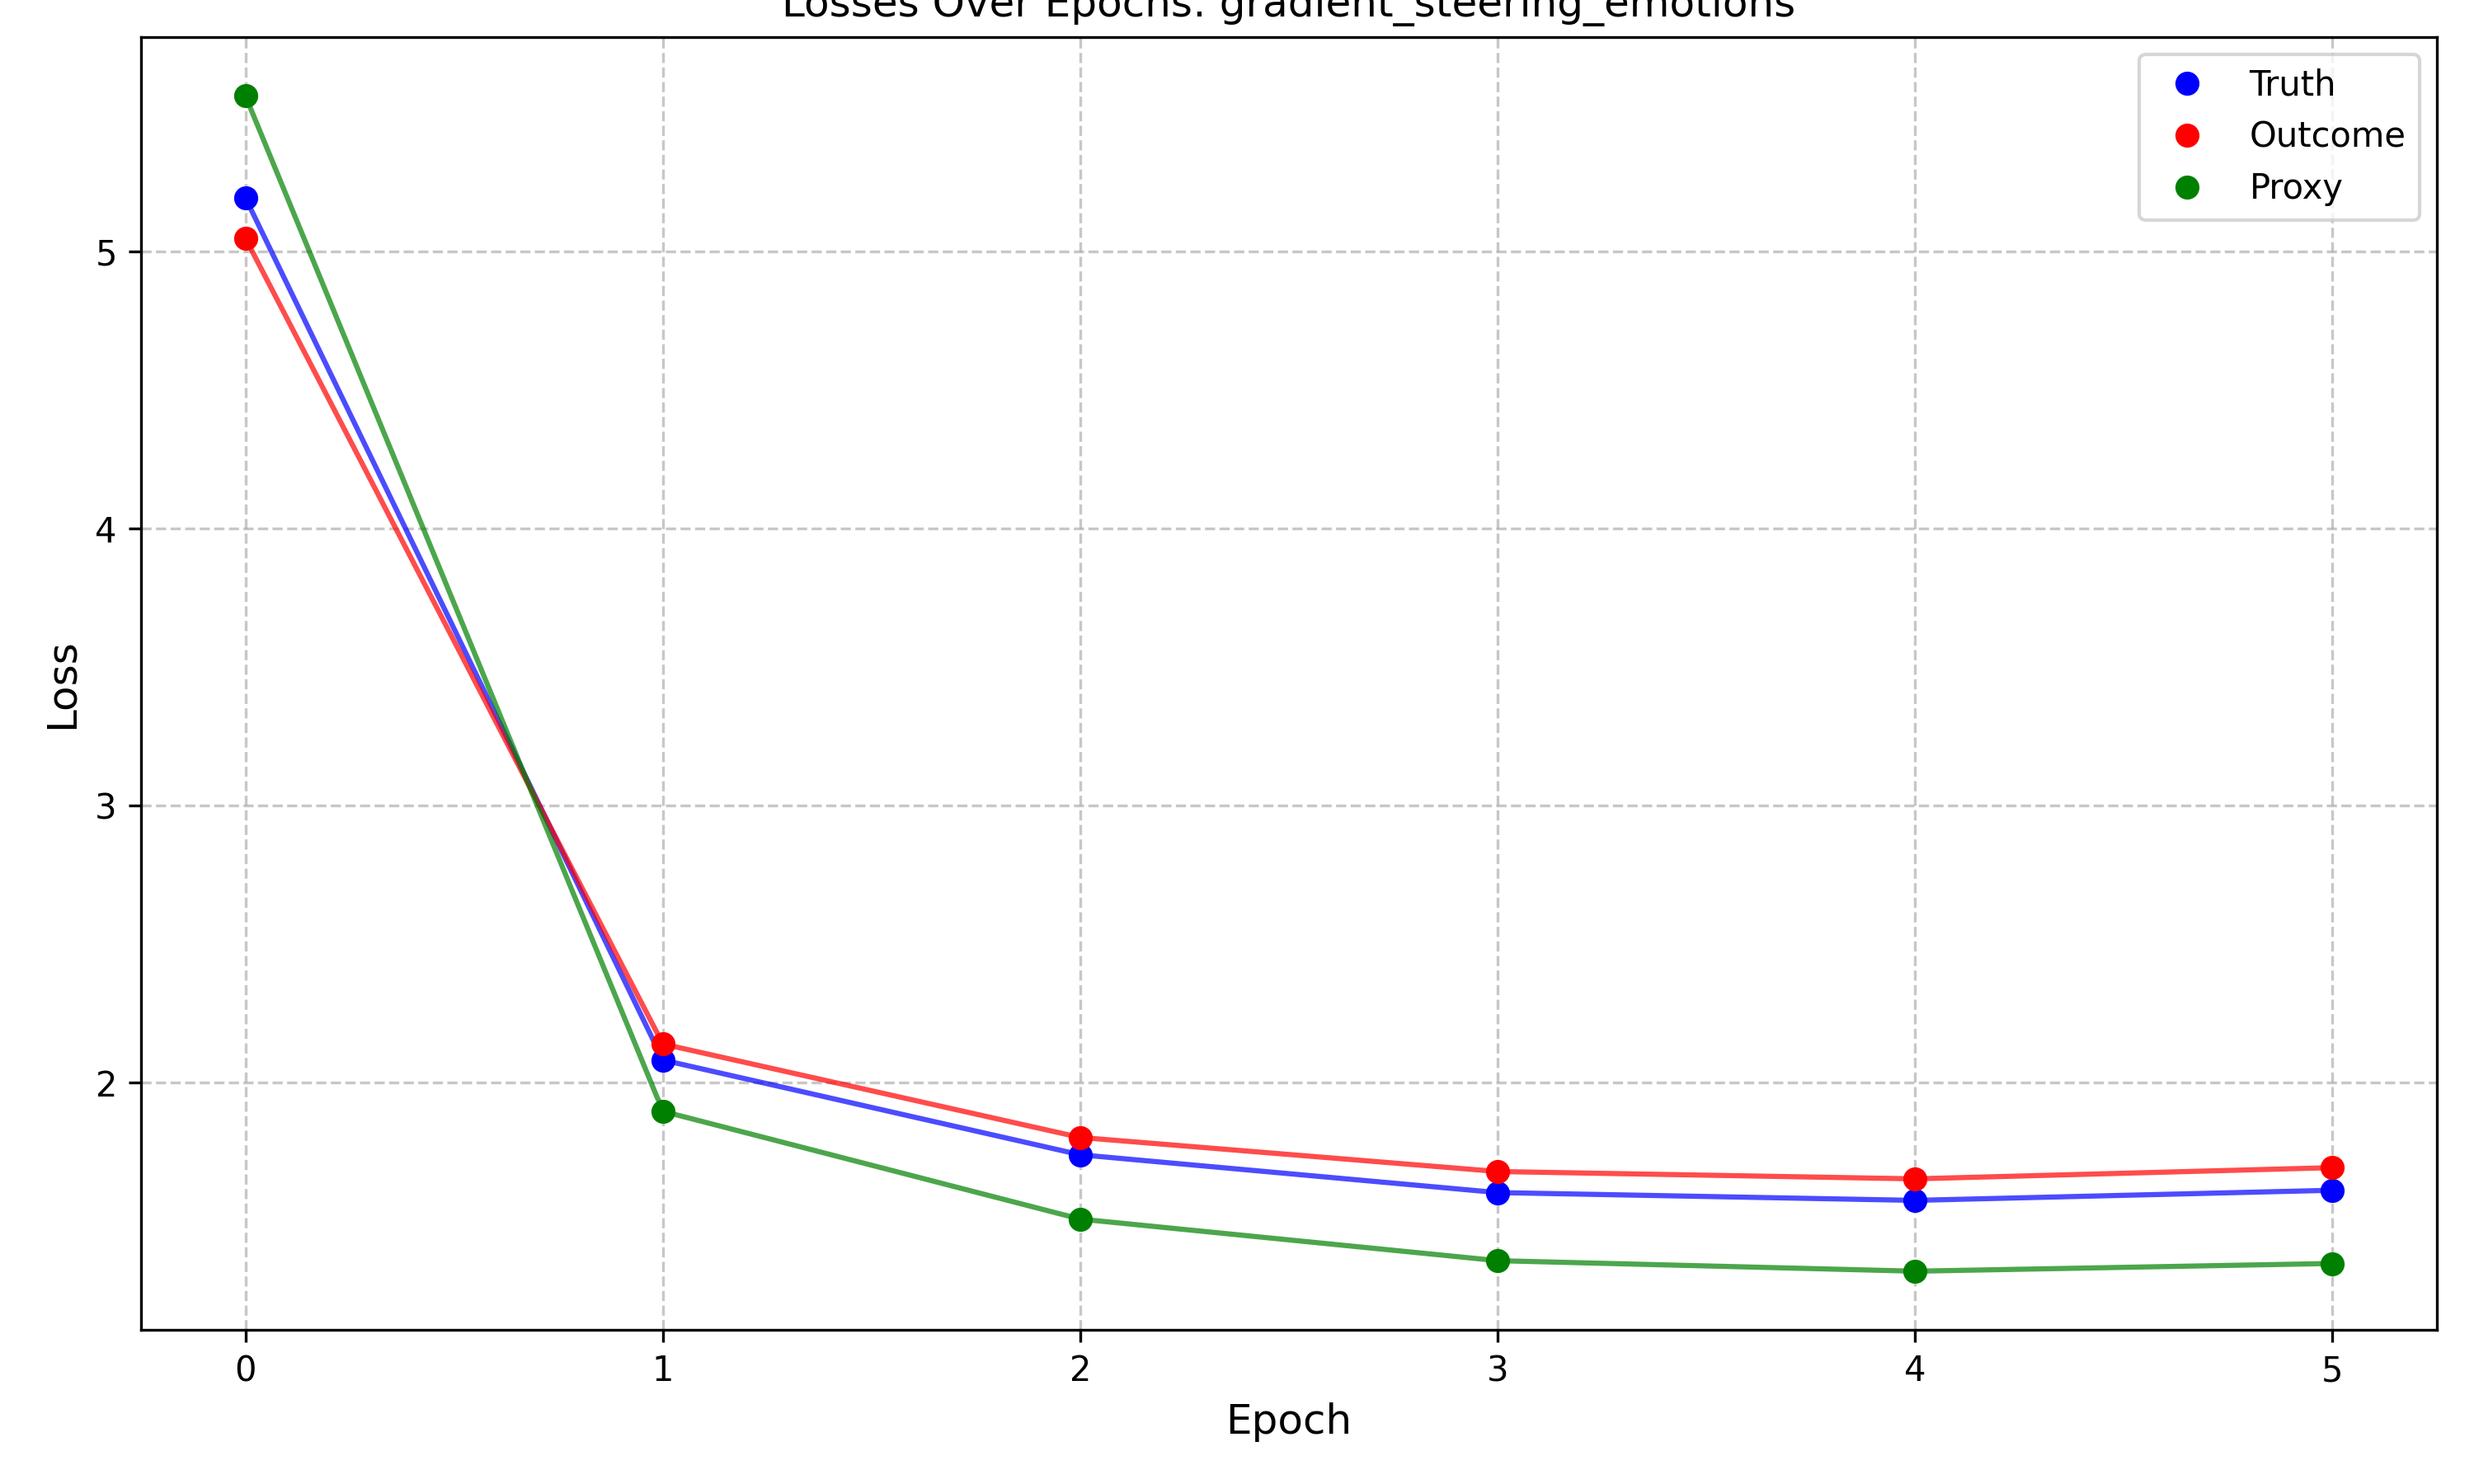 Losses Over Epochs: gradient_steering_emotions
Truth
Outcome
Proxy
5
4
3
2
Loss
0 1 2 3 4 5
Epoch